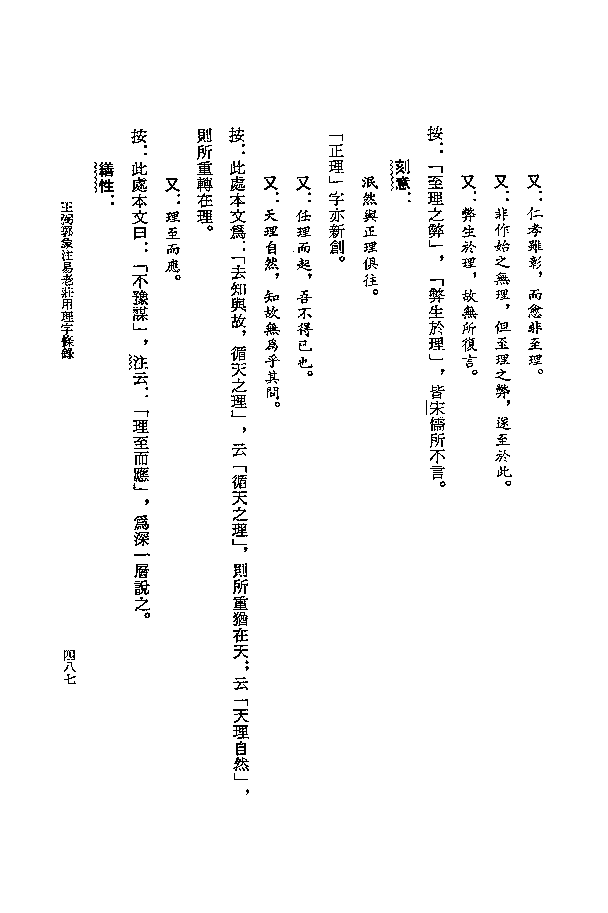 又：仁孝雖彰，而愈非至理。
又：非作始之無理，但至理之弊，遂至於此。
又：弊生於理，故無所復言。
按：「至理之弊」，「弊生於理」，皆宋儒所不言。
刻意：
泯然與正理俱往。
「正理」字亦新創。
又：任理而起，吾不得已也。
又：天理自然，知故無爲乎其間。
按：此處本文爲：「去知與故，循天之理」，云「循天之理」，則所重猶在天；云「天理自然」，
則所重轉在理。
又：理至而應。
按：此處本文曰：「不豫謀」，注云：「理至而應」，爲深一層說之。
繕性：
王弼郭象注易老莊用理字條錄
四八七